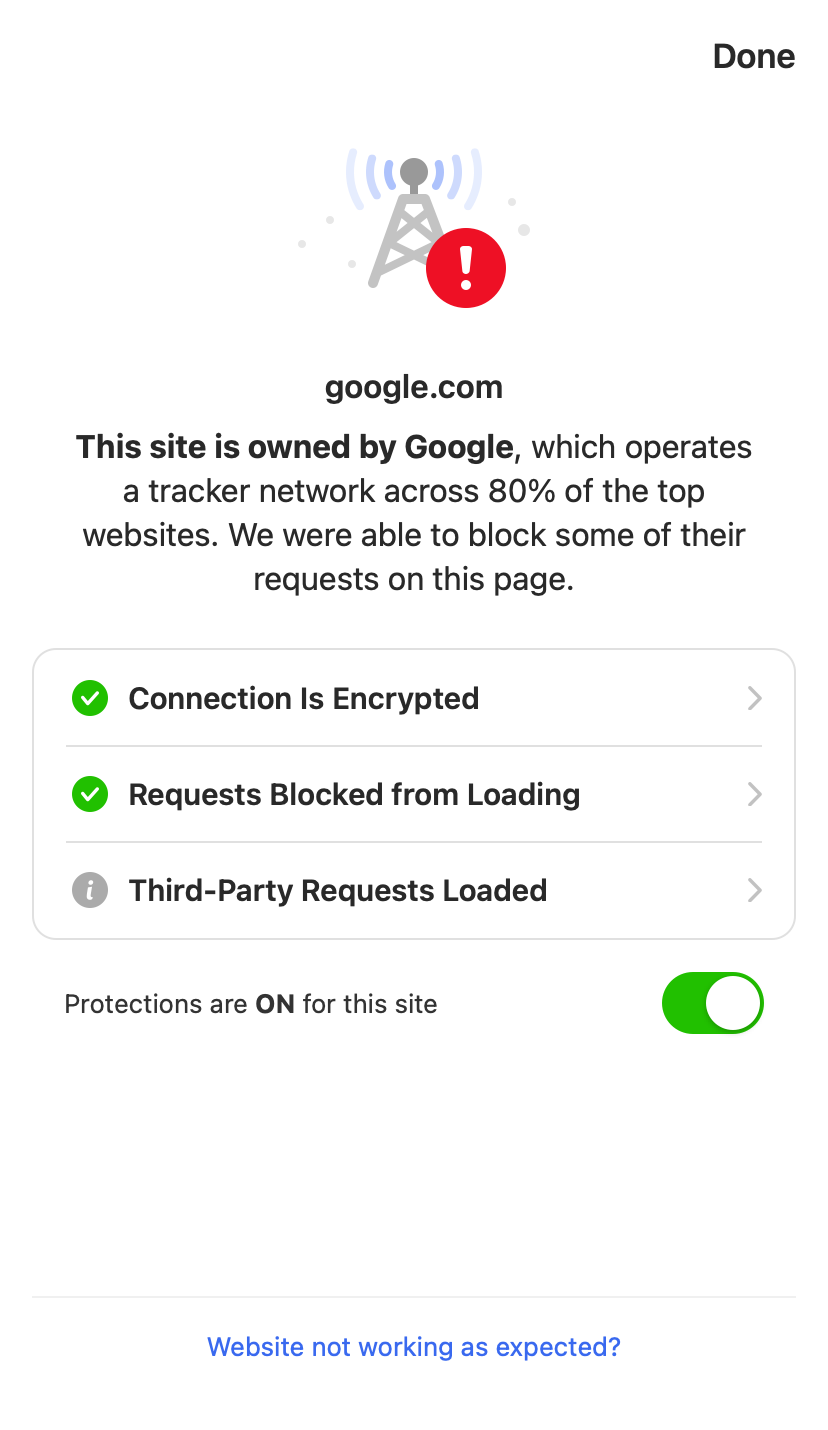 Done
google.com
This site is owned by Google, which operates
a tracker network across 80% of the top
websites. We were able to block some of their
requests on this page.
Connection Is Encrypted
Requests Blocked from Loading
Third-Party Requests Loaded
Protections are ON for this site
Website not working as expected?